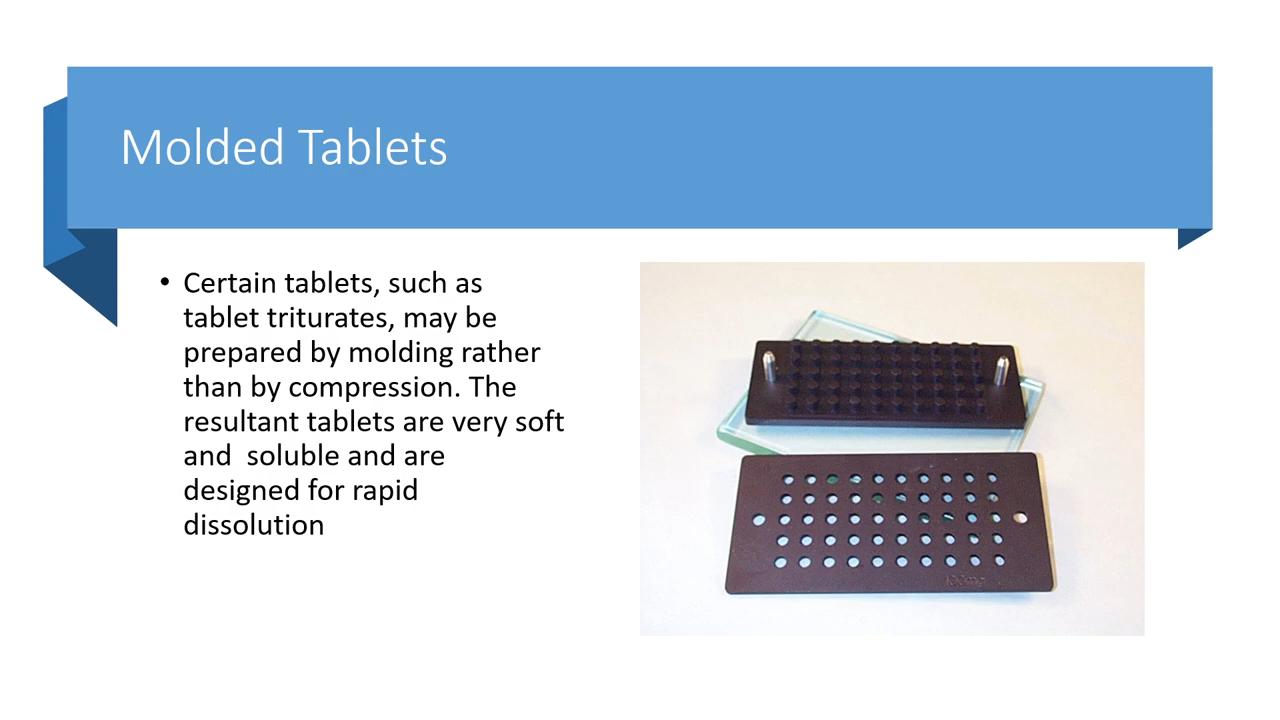 Molded Tablets
• Certain tablets, such as
tablet triturates, may be
prepared by molding rather
than by compression. The
resultant tablets are very soft
and  soluble and are
designed for rapid
dissolution